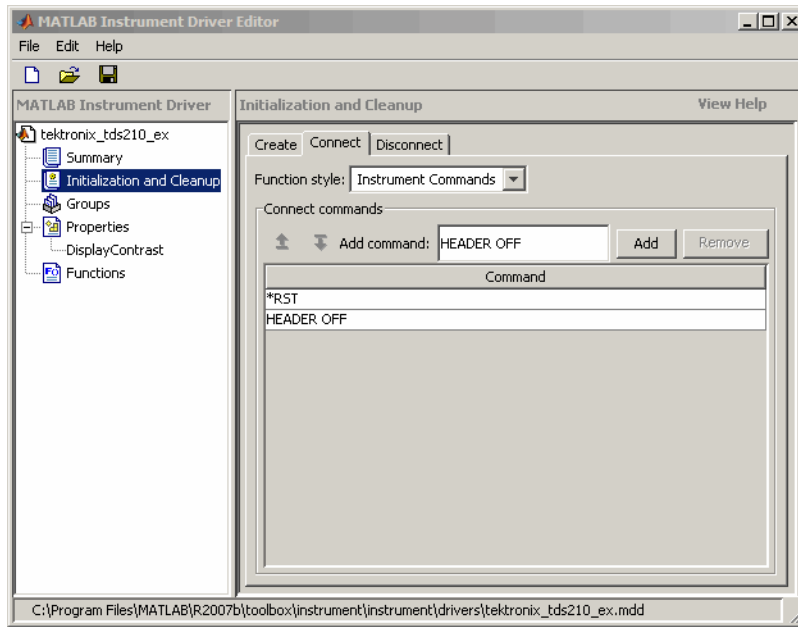 MATLAB Instrument Driver Editor
File Edit Help
MATLAB Instrument Driver
Initialization and Cleanup View Help
tektronix_tds210_ex
Summary
Initialization and Cleanup
Groups
Properties
DisplayContrast
Functions
Create Connect Disconnect
Function style: Instrument Commands
Connect commands
Add command: HEADER OFF Add Remove
Command
*RST
HEADER OFF
C:\Program Files\MATLAB\R2007b\toolbox\instrument\instrument\drivers\tektronix_tds210_ex.mdd